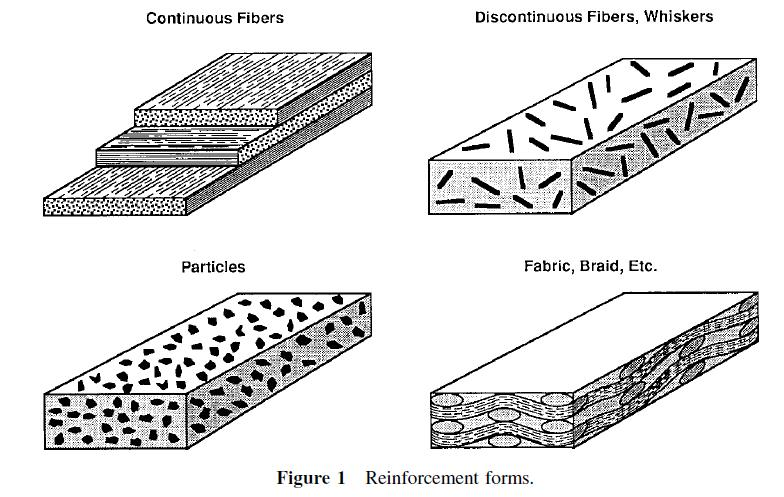 Continuous Fibers
Discontinuous Fibers, Whiskers
Particles
Fabric, Braid, Etc.
Figure 1 Reinforcement forms.